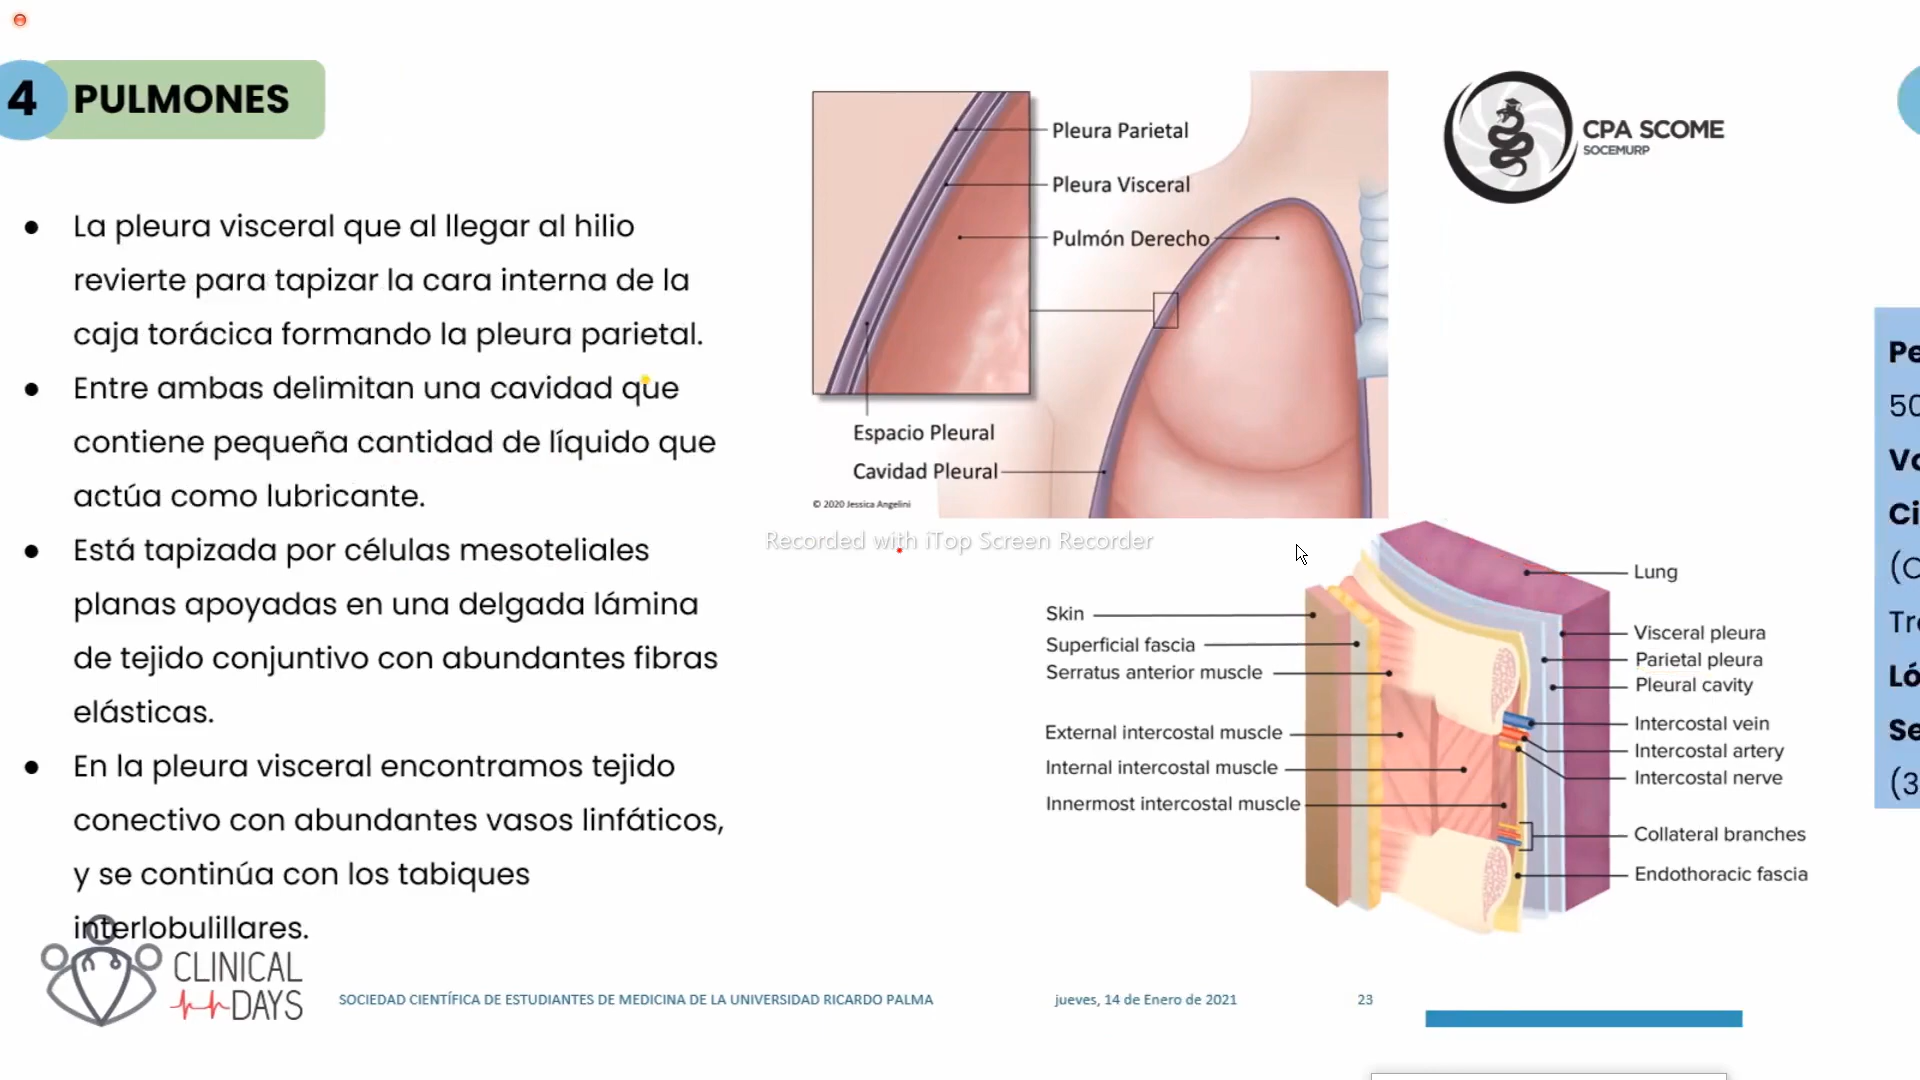 4 PULMONES
● La pleura visceral que al llegar al hilio
revierte para tapizar la cara interna de la
caja torácica formando la pleura parietal.
● Entre ambas delimitan una cavidad que
contiene pequeña cantidad de líquido que
actúa como lubricante.
● Está tapizada por células mesoteliales
planas apoyadas en una delgada lámina
de tejido conjuntivo con abundantes fibras
elásticas.
● En la pleura visceral encontramos tejido
conectivo con abundantes vasos linfáticos,
y se continúa con los tabiques
interlobulillares.
Pleura Parietal
Pleura Visceral
Pulmón Derecho
Espacio Pleural
Cavidad Pleural
© 2020 Jessica Angelini
CPA SCOME
SOCEMURP
Recorded with iTop Screen Recorder
Skin
Superficial fascia
Serratus anterior muscle
External intercostal muscle
Internal intercostal muscle
Innermost intercostal muscle
Lung
Visceral pleura
Parietal pleura
Pleural cavity
Intercostal vein
Intercostal artery
Intercostal nerve
Collateral branches
Endothoracic fascia
Pe
50
Ci
Ló
Se
(3
CLINICAL
DAYS
SOCIEDAD CIENTÍFICA DE ESTUDIANTES DE MEDICINA DE LA UNIVERSIDAD RICARDO PALMA
jueves, 14 de Enero de 2021
23